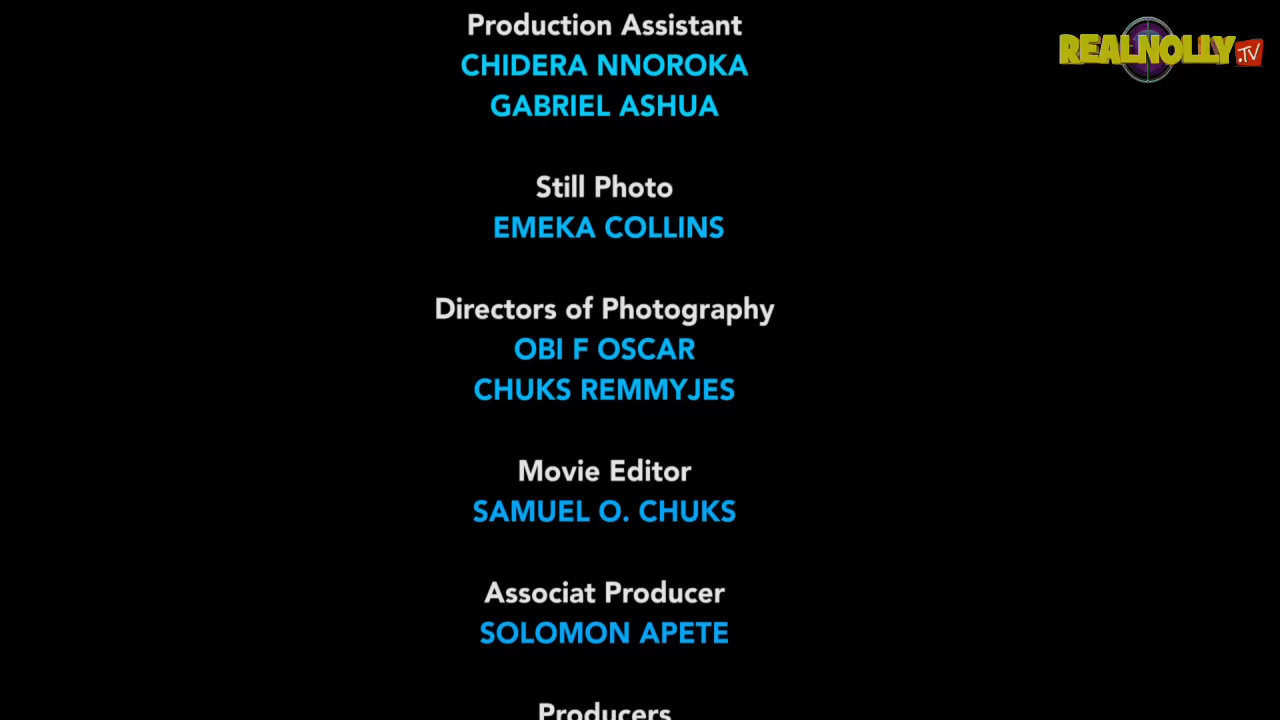 Production Assistant
CHIDERA NNOROKA
GABRIEL ASHUA
Still Photo
EMEKA COLLINS
Directors of Photography
OBI F OSCAR
CHUKS REMMYJES
Movie Editor
SAMUEL O. CHUKS
Associat Producer
SOLOMON APETE
Producers
REALNOLLY.TV